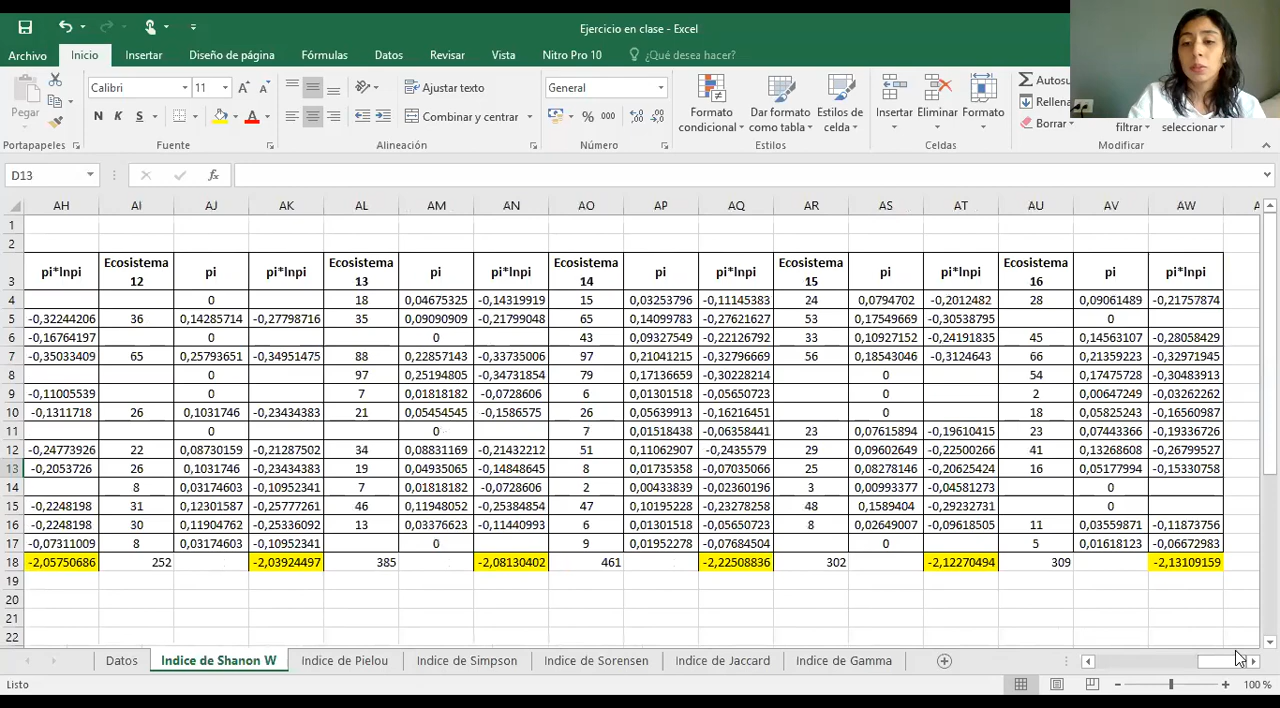 Ejercicio en clase - Excel
Archivo Inicio Insertar Diseño de página Fórmulas Datos Revisar Vista Nitro Pro 10 ¿Qué desea hacer?
Pegar
Calibri 11
N K S
Ajustar texto
Combinar y centrar
General
% 000
Formato condicional
Dar formato como tabla
Estilos de celda
Insertar Eliminar Formato
Rellena
Borrar
filtrar
seleccionar
Portapapeles Fuente Alineación Número Estilos Celdas Modificar
D13 fx
AH AI AJ AK AL AM AN AO AP AQ AR AS AT AU AV AW
1
2
3 pi*lnpi Ecosistema 12 pi pi*lnpi Ecosistema 13 pi pi*lnpi Ecosistema 14 pi pi*lnpi Ecosistema 15 pi pi*lnpi Ecosistema 16 pi pi*lnpi
4 0 18 0,04675325 -0,14319919 15 0,03253796 -0,11145383 24 0,0794702 -0,2012482 28 0,09061489 -0,21757874
5 -0,32244206 36 0,14285714 -0,27798716 35 0,09090909 -0,21799048 65 0,14099783 -0,27621627 53 0,17549669 -0,30538795 0
6 -0,16764197 0 0 43 0,09327549 -0,22126792 33 0,10927152 -0,24191835 45 0,14563107 -0,28058429
7 -0,35033409 65 0,25793651 -0,34951475 88 0,22857143 -0,33735006 97 0,21041215 -0,32796669 56 0,18543046 -0,3124643 66 0,21359223 -0,32971945
8 0 97 0,25194805 -0,34731854 79 0,17136659 -0,30228214 0 54 0,17475728 -0,30483913
9 -0,11005539 0 7 0,01818182 -0,0728606 6 0,01301518 -0,05650723 0 2 0,00647249 -0,03262262
10 -0,1311718 26 0,1031746 -0,23434383 21 0,05454545 -0,1586575 26 0,05639913 -0,16216451 0 18 0,05825243 -0,16560987
11 0 0 7 0,01518438 -0,06358441 23 0,07615894 -0,19610415 23 0,07443366 -0,19336726
12 -0,24773926 22 0,08730159 -0,21287502 34 0,08831169 -0,21432212 51 0,11062907 -0,2435579 29 0,09602649 -0,22500266 41 0,13268608 -0,26799527
13 -0,2053726 26 0,1031746 -0,23434383 19 0,04935065 -0,14848645 8 0,01735358 -0,07035066 25 0,08278146 -0,20625424 16 0,05177994 -0,15330758
14 8 0,03174603 -0,10952341 7 0,01818182 -0,0728606 2 0,00433839 -0,02360196 3 0,00993377 -0,04581273 0
15 -0,2248198 31 0,12301587 -0,25777261 46 0,11948052 -0,25384854 47 0,10195228 -0,23278258 48 0,1589404 -0,29232731 0
16 -0,2248198 30 0,11904762 -0,25336092 13 0,03376623 -0,11440993 6 0,01301518 -0,05650723 8 0,02649007 -0,09618505 11 0,03559871 -0,11873756
17 -0,07311009 8 0,03174603 -0,10952341 0 9 0,01952278 -0,07684504 0 5 0,01618123 -0,06672983
18 -2,05750686 252 -2,03924497 385 -2,08130402 461 -2,22508836 302 -2,12270494 309 -2,13109159
19
20
21
22
Datos Indice de Shanon W Indice de Pielou Indice de Simpson Indice de Sorensen Indice de Jaccard Indice de Gamma
Listo 100 %